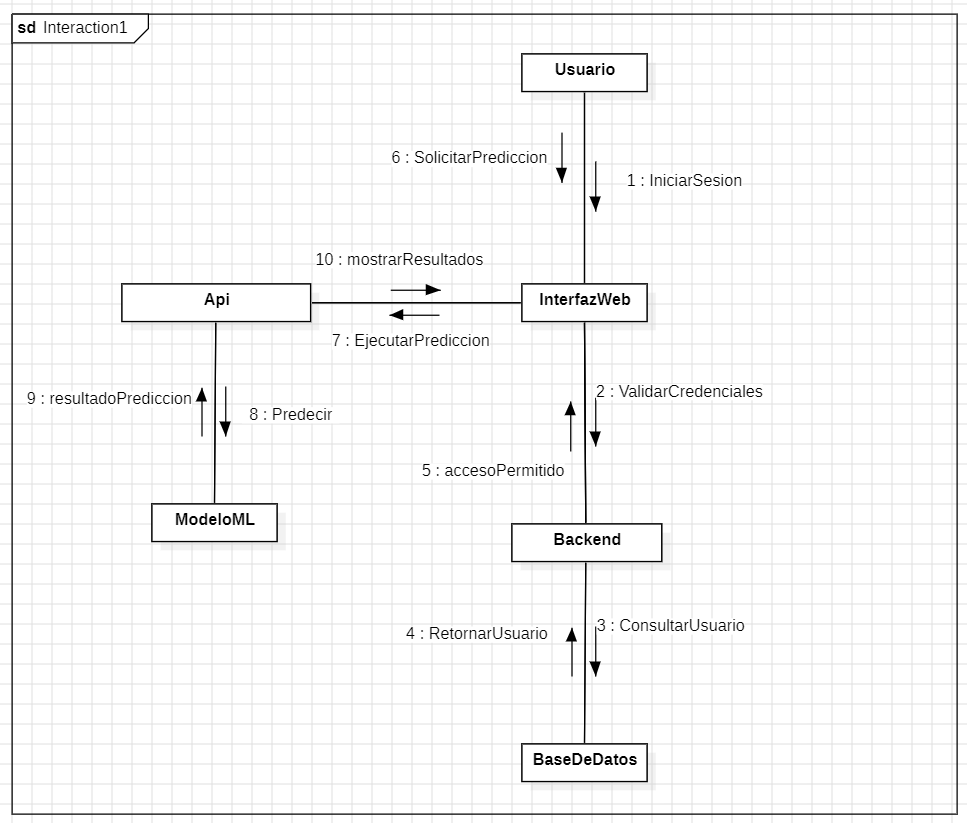 sd Interaction1
Usuario
6 : SolicitarPrediccion
1 : IniciarSesion
10 : mostrarResultados
Api
InterfazWeb
7 : EjecutarPrediccion
9 : resultadoPrediccion
2 : ValidarCredenciales
8 : Predecir
5 : accesoPermitido
ModeloML
Backend
4 : RetornarUsuario
3 : ConsultarUsuario
BaseDeDatos